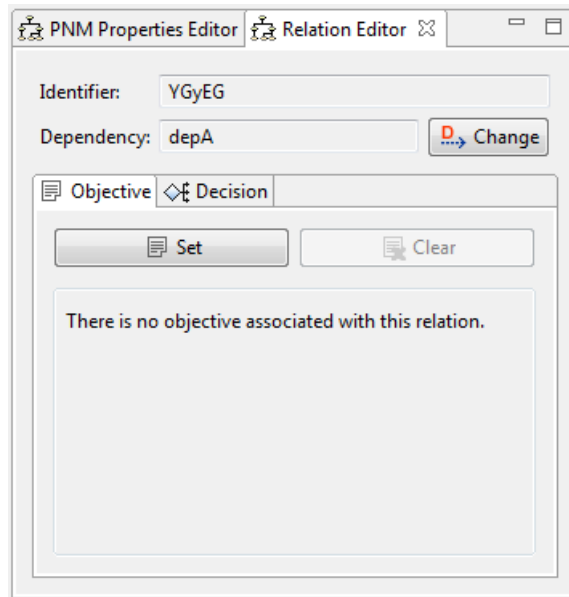 PNM Properties Editor Relation Editor
Identifier: YGyEG
Dependency: depA D Change
Objective Decision
Set Clear
There is no objective associated with this relation.